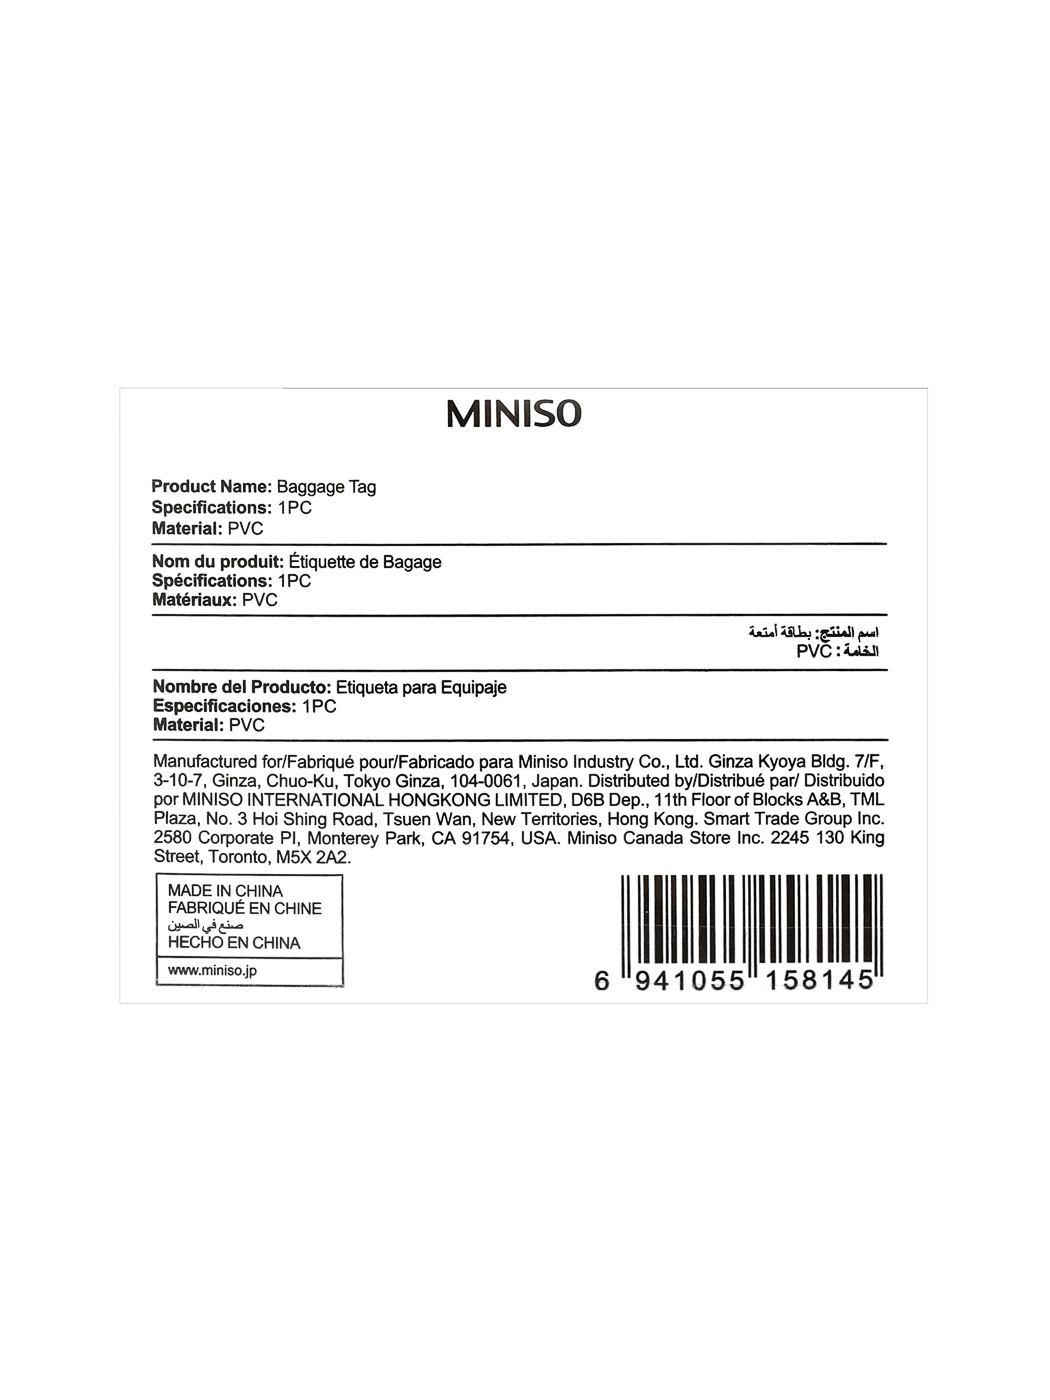 MINISO
Product Name: Baggage Tag
Specifications: 1PC
Material: PVC
Nom du produit: Étiquette de Bagage
Spécifications: 1PC
Matériaux: PVC
اسم المنتج: بطاقة أمتعة
الخامة : PVC
Nombre del Producto: Etiqueta para Equipaje
Especificaciones: 1PC
Material: PVC
Manufactured for/Fabriqué pour/Fabricado para Miniso Industry Co., Ltd. Ginza Kyoya Bldg. 7/F,
3-10-7, Ginza, Chuo-Ku, Tokyo Ginza, 104-0061, Japan. Distributed by/Distribué par/ Distribuido
por MINISO INTERNATIONAL HONGKONG LIMITED, D6B Dep., 11th Floor of Blocks A&B, TML
Plaza, No. 3 Hoi Shing Road, Tsuen Wan, New Territories, Hong Kong. Smart Trade Group Inc.
2580 Corporate Pl, Monterey Park, CA 91754, USA. Miniso Canada Store Inc. 2245 130 King
Street, Toronto, M5X 2A2.
MADE IN CHINA
FABRIQUÉ EN CHINE
صنع في الصين
HECHO EN CHINA
www.miniso.jp
6 941055 158145